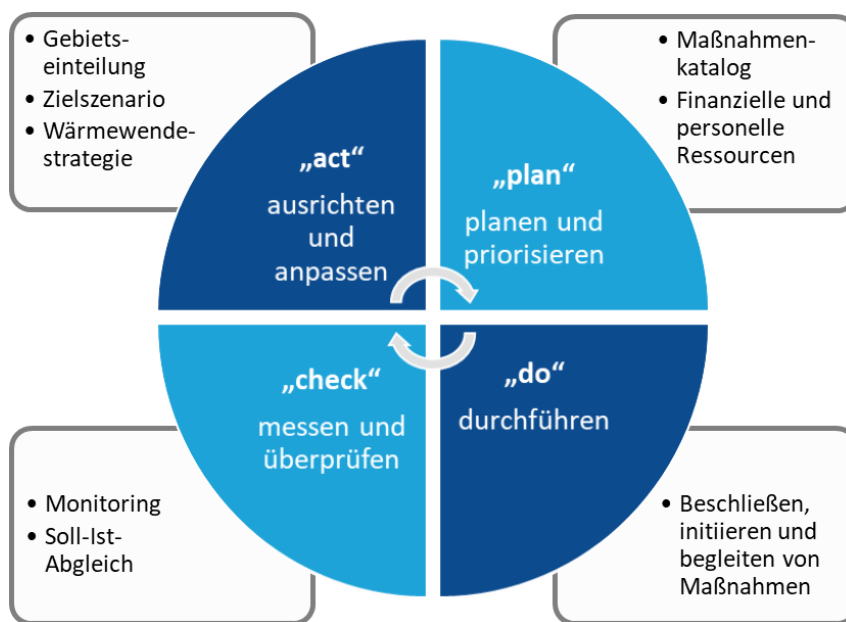 • Gebiets-
einteilung
• Zielszenario
• Wärmewende-
strategie
„act“
ausrichten
und
anpassen
• Maßnahmen-
katalog
• Finanzielle und
personelle
Ressourcen
„plan“
planen und
priorisieren
„check“
messen und
überprüfen
• Monitoring
• Soll-Ist-
Abgleich
„do“
durchführen
• Beschließen,
initiieren und
begleiten von
Maßnahmen